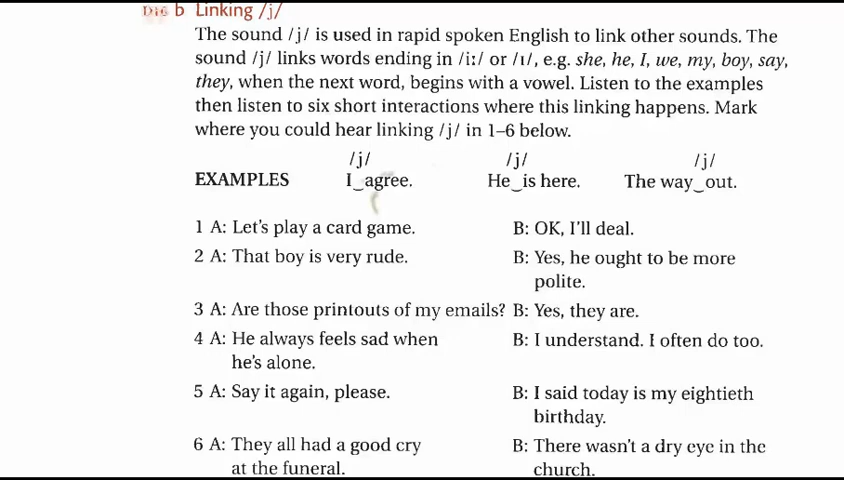 D16 b Linking /j/
The sound /j/ is used in rapid spoken English to link other sounds. The
sound /j/ links words ending in /iː/ or /ɪ/, e.g. she, he, I, we, my, boy, say,
they, when the next word, begins with a vowel. Listen to the examples
then listen to six short interactions where this linking happens. Mark
where you could hear linking /j/ in 1–6 below.
/j/ /j/ /j/
EXAMPLES I‿agree. He‿is here. The way‿out.
1 A: Let's play a card game. B: OK, I'll deal.
2 A: That boy is very rude. B: Yes, he ought to be more
polite.
3 A: Are those printouts of my emails? B: Yes, they are.
4 A: He always feels sad when B: I understand. I often do too.
he's alone.
5 A: Say it again, please. B: I said today is my eightieth
birthday.
6 A: They all had a good cry B: There wasn't a dry eye in the
at the funeral. church.